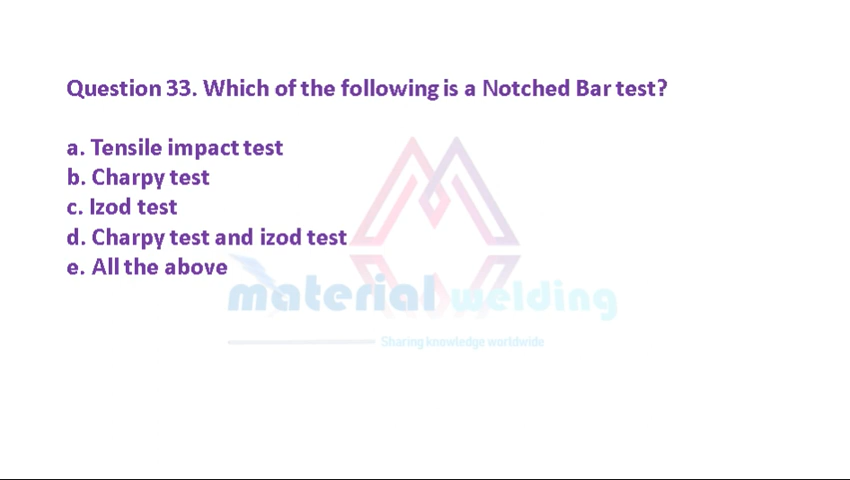 Question 33. Which of the following is a Notched Bar test?
a. Tensile impact test
b. Charpy test
c. Izod test
d. Charpy test and izod test
e. All the above
material welding
Sharing knowledge worldwide